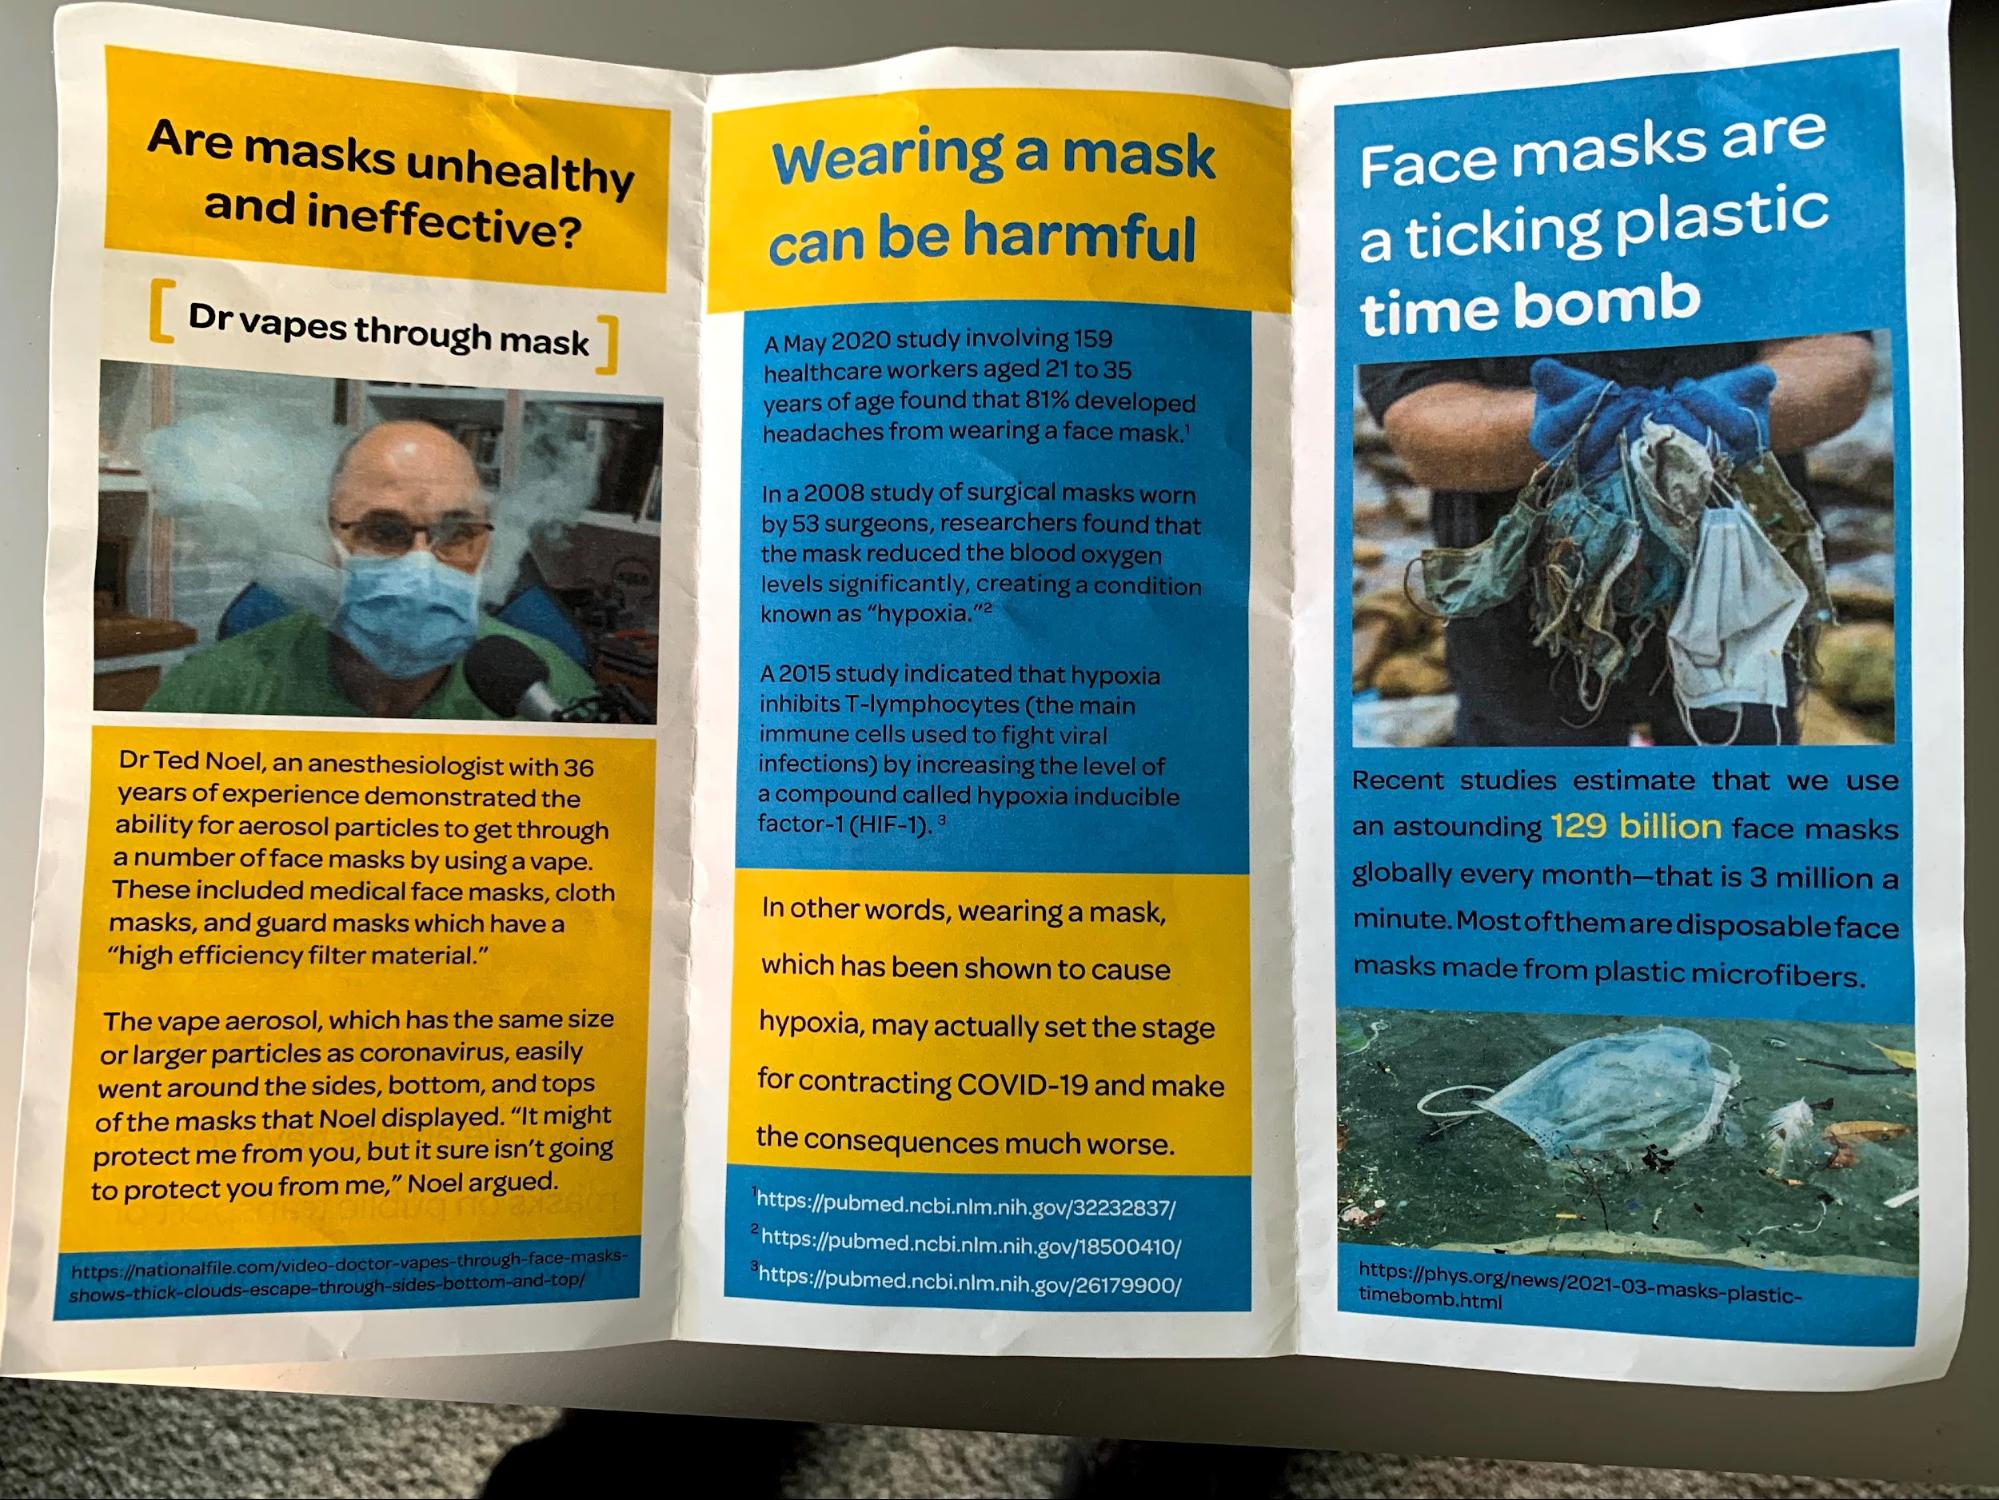 Are masks unhealthy
and ineffective?
[ Dr vapes through mask ]
Dr Ted Noel, an anesthesiologist with 36
years of experience demonstrated the
ability for aerosol particles to get through
a number of face masks by using a vape.
These included medical face masks, cloth
masks, and guard masks which have a
“high efficiency filter material.”
The vape aerosol, which has the same size
or larger particles as coronavirus, easily
went around the sides, bottom, and tops
of the masks that Noel displayed. “It might
protect me from you, but it sure isn’t going
to protect you from me,” Noel argued.
https://nationalfile.com/video-doctor-vapes-through-face-masks-
shows-thick-clouds-escape-through-sides-bottom-and-top/
Wearing a mask
can be harmful
A May 2020 study involving 159
healthcare workers aged 21 to 35
years of age found that 81% developed
headaches from wearing a face mask.¹
In a 2008 study of surgical masks worn
by 53 surgeons, researchers found that
the mask reduced the blood oxygen
levels significantly, creating a condition
known as “hypoxia.”²
A 2015 study indicated that hypoxia
inhibits T-lymphocytes (the main
immune cells used to fight viral
infections) by increasing the level of
a compound called hypoxia inducible
factor-1 (HIF-1). ³
In other words, wearing a mask,
which has been shown to cause
hypoxia, may actually set the stage
for contracting COVID-19 and make
the consequences much worse.
¹https://pubmed.ncbi.nlm.nih.gov/32232837/
² https://pubmed.ncbi.nlm.nih.gov/18500410/
³https://pubmed.ncbi.nlm.nih.gov/26179900/
Face masks are
a ticking plastic
time bomb
Recent studies estimate that we use
an astounding 129 billion face masks
globally every month—that is 3 million a
minute. Most of them are disposable face
masks made from plastic microfibers.
https://phys.org/news/2021-03-masks-plastic-
timebomb.html